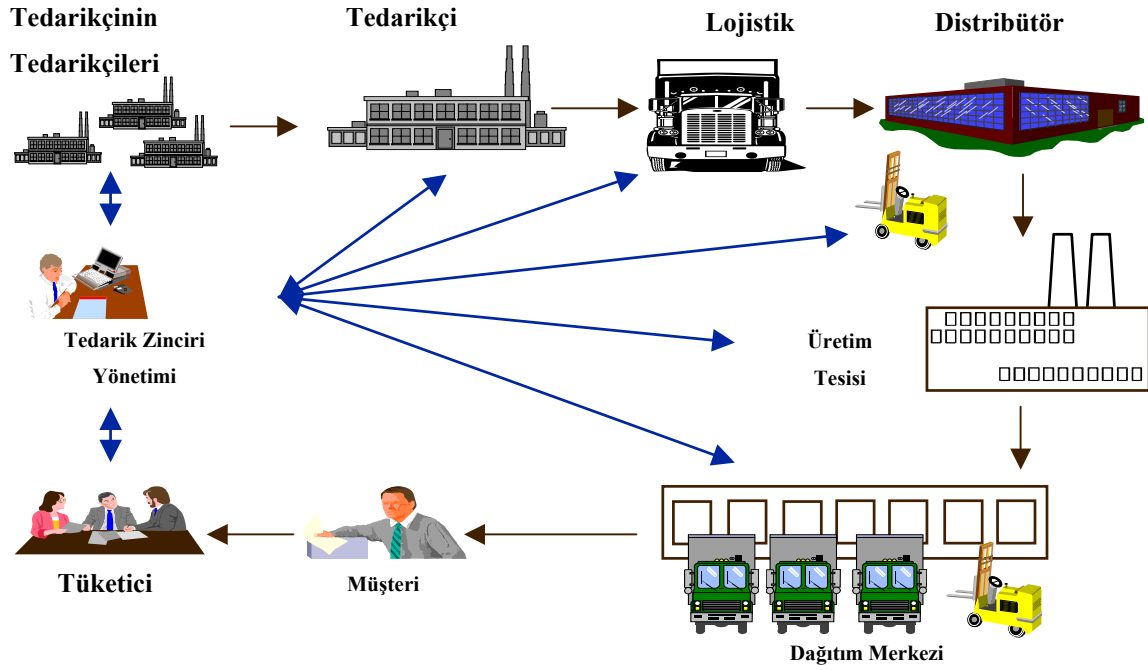 Tedarikçinin
Tedarikçileri
Tedarikçi
Lojistik
Distribütör
Tedarik Zinciri
Yönetimi
Üretim
Tesisi
Tüketici
Müşteri
Dağıtım Merkezi